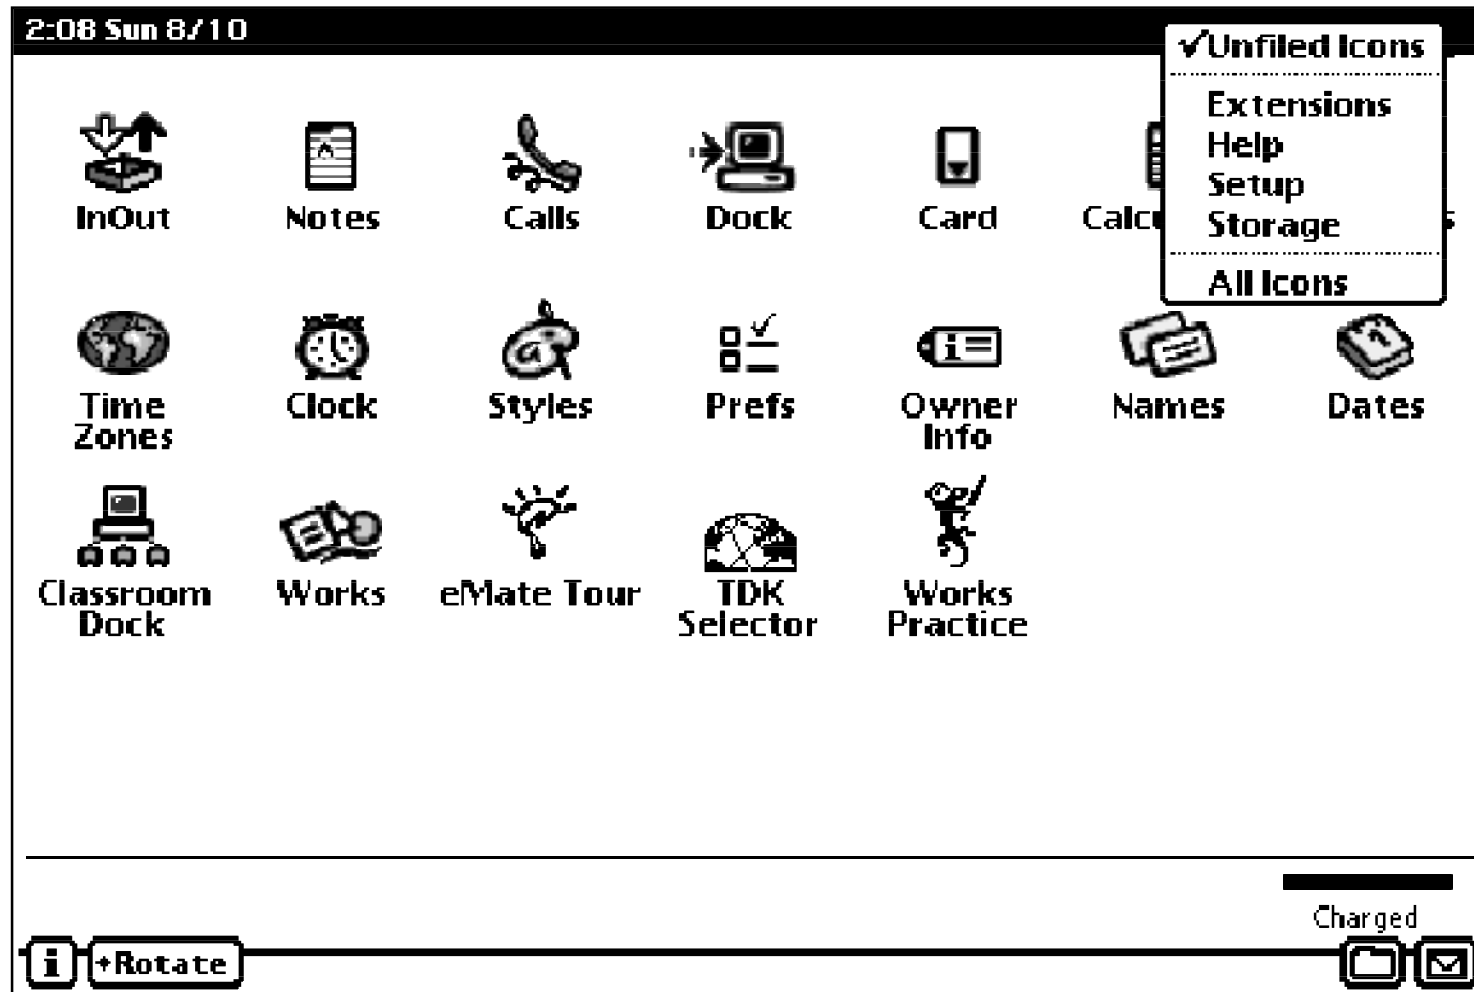 2:08 Sun 8/10
✓Unfiled Icons
Extensions
Help
Setup
Storage
All Icons
InOut
Notes
Calls
Dock
Card
Time
Zones
Clock
Styles
Prefs
Owner
Info
Names
Dates
Classroom
Dock
Works
eMate Tour
TDK
Selector
Works
Practice
Charged
i
Rotate